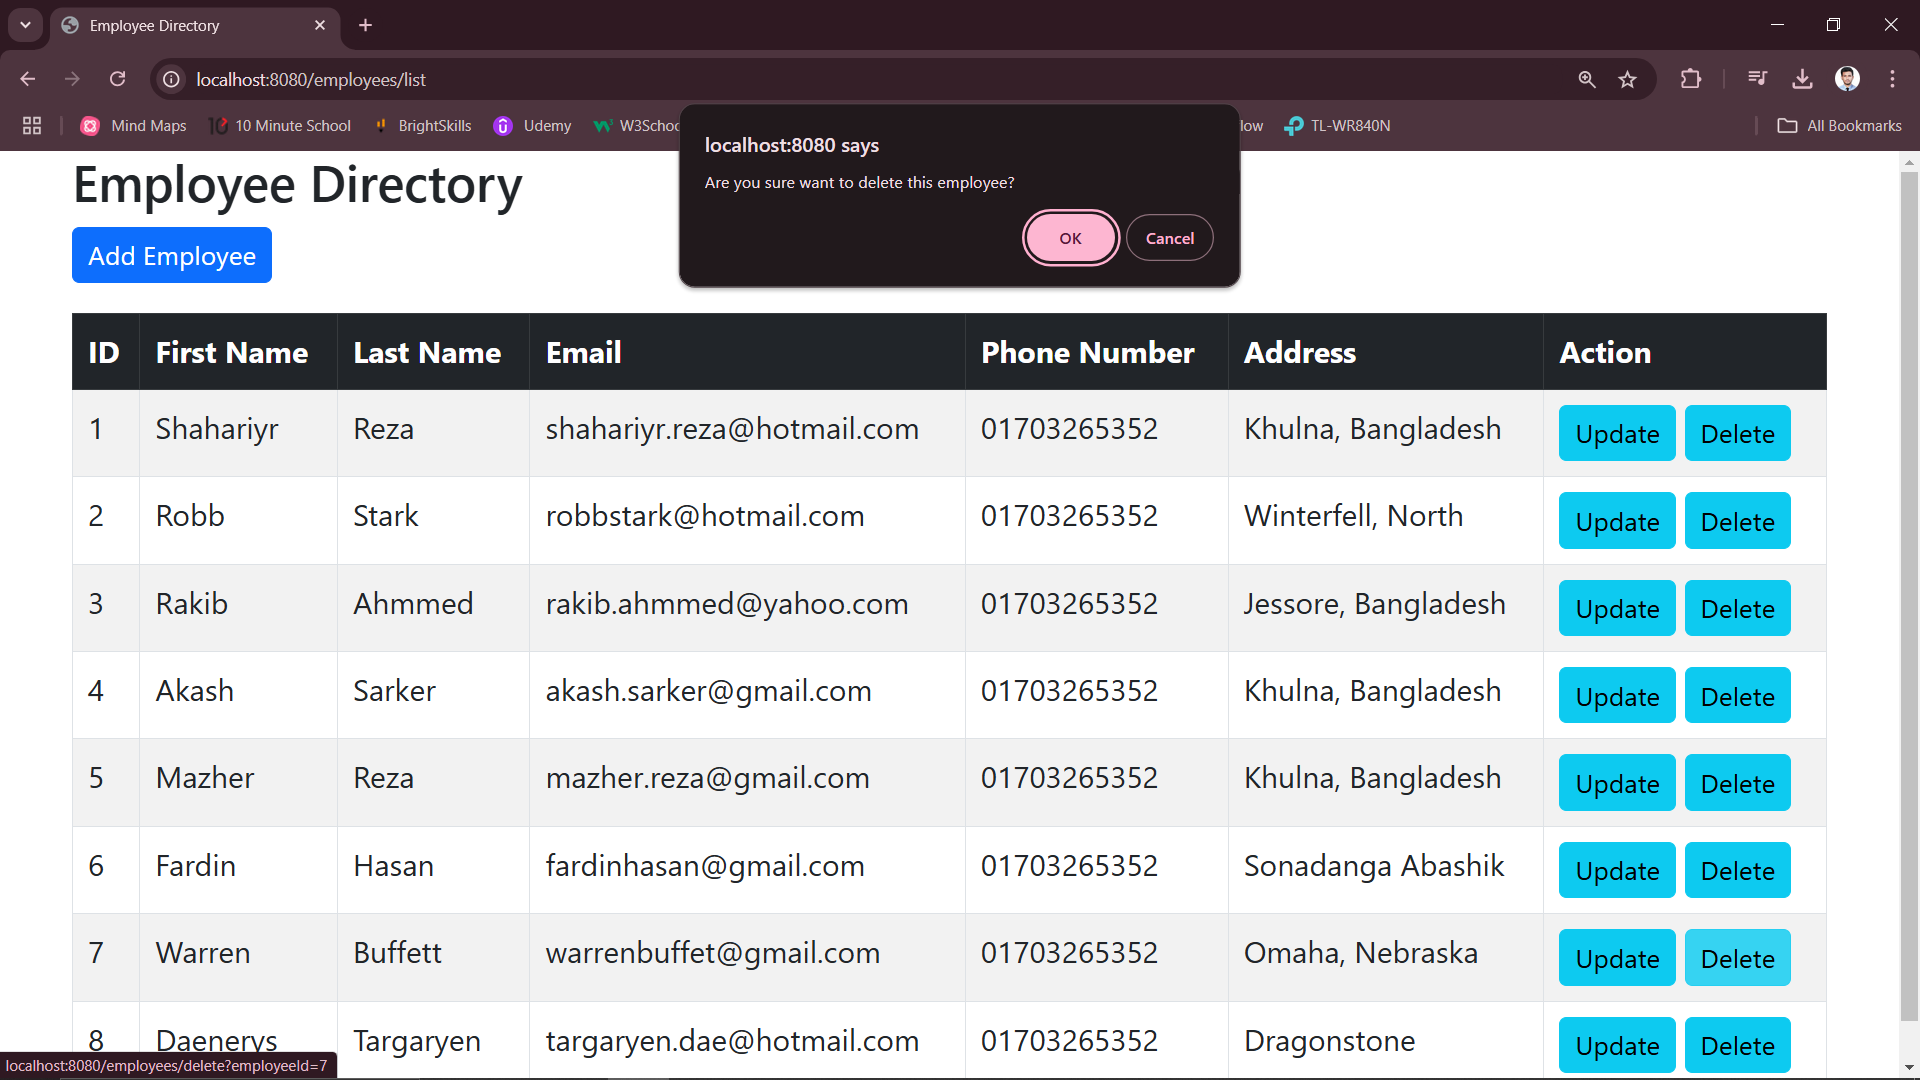 Employee Directory
localhost:8080/employees/list
Mind Maps 10 Minute School BrightSkills Udemy W3Schoo low TL-WR840N All Bookmarks
localhost:8080 says
Are you sure want to delete this employee?
OK Cancel
Employee Directory
Add Employee
ID First Name Last Name Email Phone Number Address Action
1 Shahariyr Reza shahariyr.reza@hotmail.com 01703265352 Khulna, Bangladesh Update Delete
2 Robb Stark robbstark@hotmail.com 01703265352 Winterfell, North Update Delete
3 Rakib Ahmmed rakib.ahmmed@yahoo.com 01703265352 Jessore, Bangladesh Update Delete
4 Akash Sarker akash.sarker@gmail.com 01703265352 Khulna, Bangladesh Update Delete
5 Mazher Reza mazher.reza@gmail.com 01703265352 Khulna, Bangladesh Update Delete
6 Fardin Hasan fardinhasan@gmail.com 01703265352 Sonadanga Abashik Update Delete
7 Warren Buffett warrenbuffet@gmail.com 01703265352 Omaha, Nebraska Update Delete
8 Daenerys Targaryen targaryen.dae@hotmail.com 01703265352 Dragonstone Update Delete
localhost:8080/employees/delete?employeeId=7